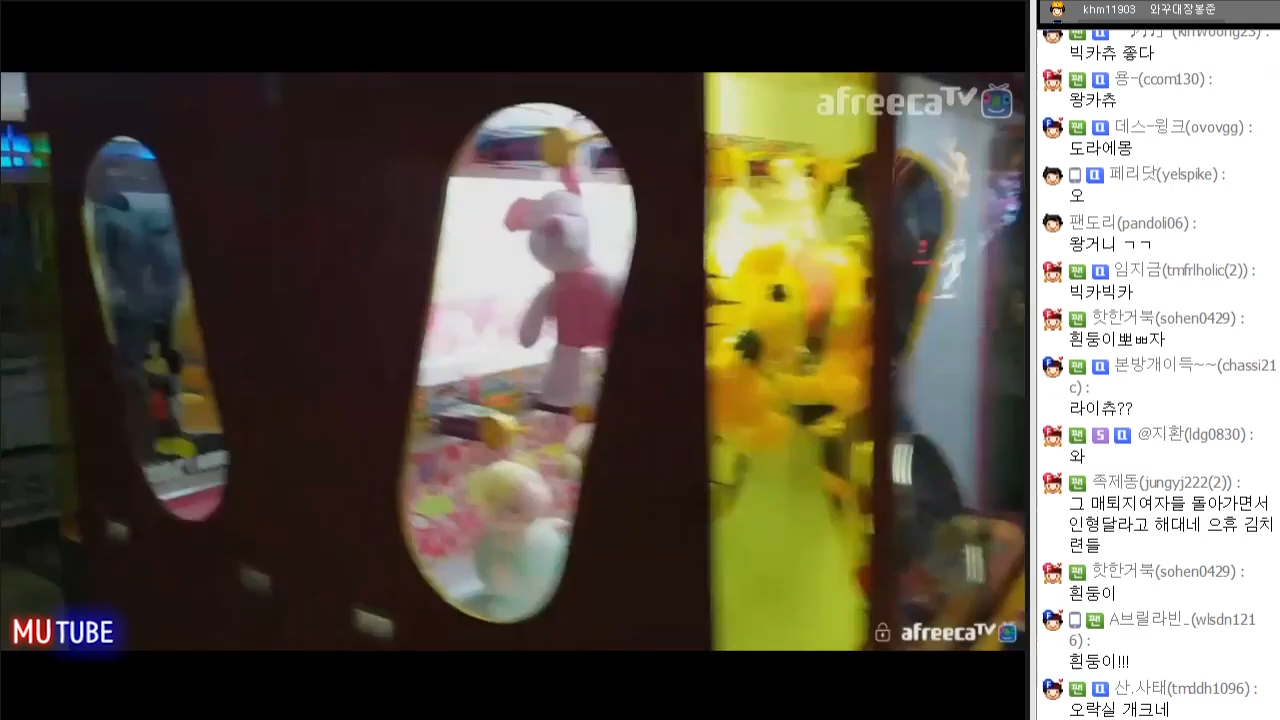 khm11903 와꾸대장봉준
빅카츄 좋다
용-(ccom130) :
왕카츄
데스-윙크(ovovgg) :
도라에몽
페리닷(yelspike) :
오
팬도리(pandoli06) :
왕거니 ㄱㄱ
임지금(tmfrlholic(2)) :
빅카빅카
핫한거북(sohen0429) :
흰둥이뽀뽀자
본방개이득~~(chassi21
c) :
라이츄??
@지환(ldg0830) :
와
족제동(jungyj222(2)) :
그 매퇴지여자들 돌아가면서
인형달라고 해대네 으휴 김치
련들
핫한거북(sohen0429) :
흰둥이
A브릴라빈_(wlsdn121
6) :
흰둥이!!!
산.사태(tmddh1096) :
오락실 개크네
afreecaTV
MUTUBE
afreecaTV